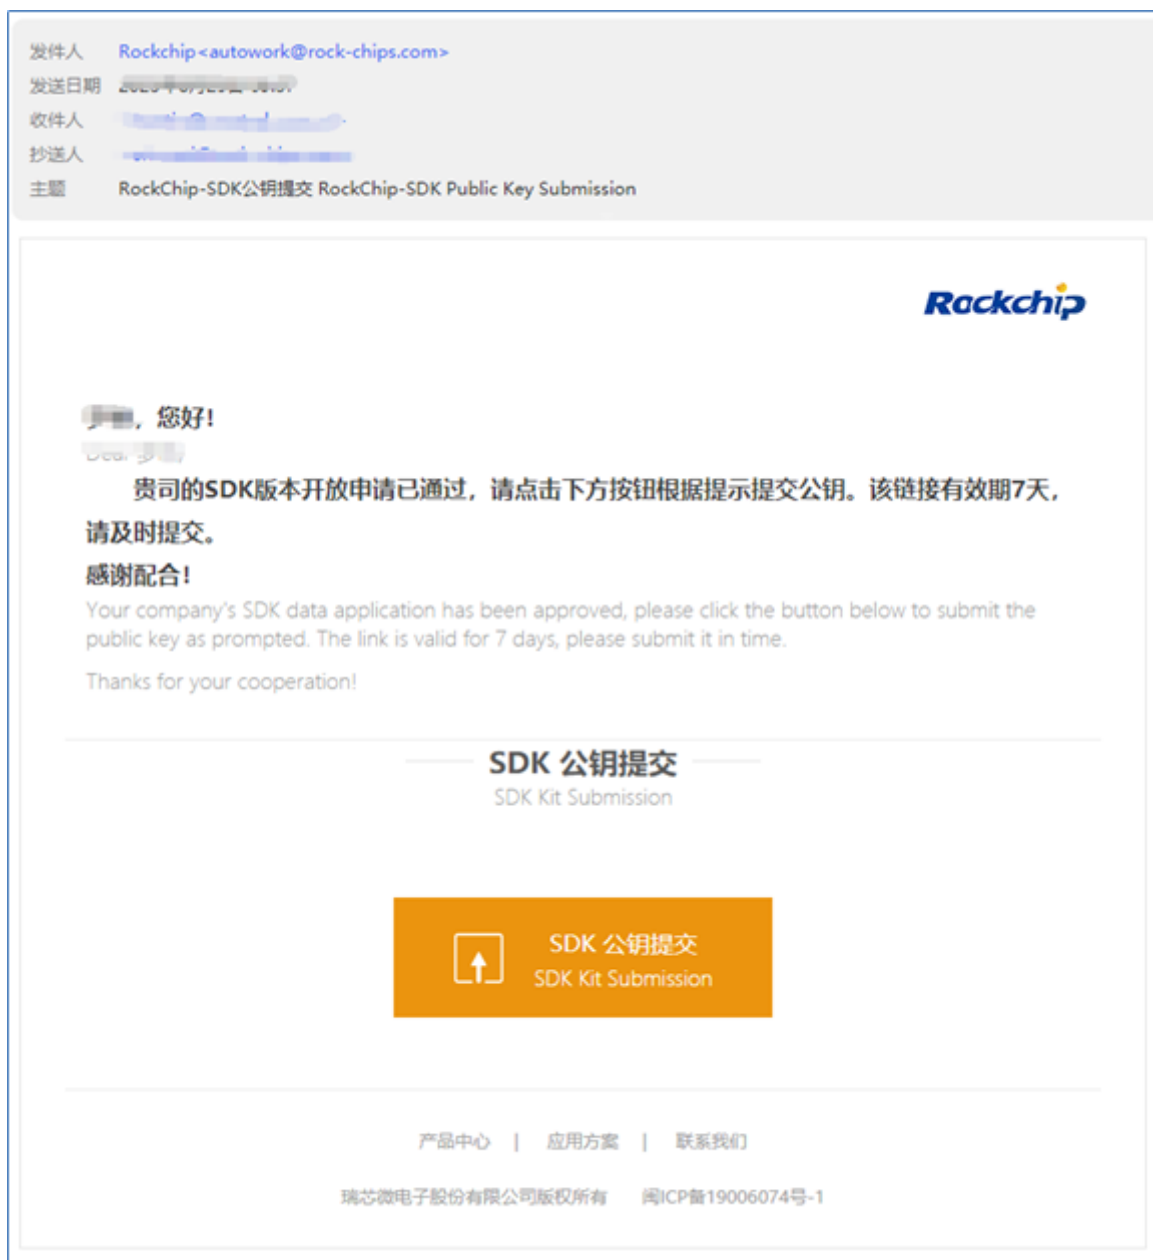 发件人 Rockchip<autowork@rock-chips.com>
发送日期
收件人
抄送人
主题 RockChip-SDK公钥提交 RockChip-SDK Public Key Submission
Rockchip
，您好!
Dear
贵司的SDK版本开放申请已通过，请点击下方按钮根据提示提交公钥。该链接有效期7天，
请及时提交。
感谢配合!
Your company's SDK data application has been approved, please click the button below to submit the
public key as prompted. The link is valid for 7 days, please submit it in time.
Thanks for your cooperation!
SDK 公钥提交
SDK Kit Submission
SDK 公钥提交
SDK Kit Submission
产品中心 | 应用方案 | 联系我们
瑞芯微电子股份有限公司版权所有 闽ICP备19006074号-1